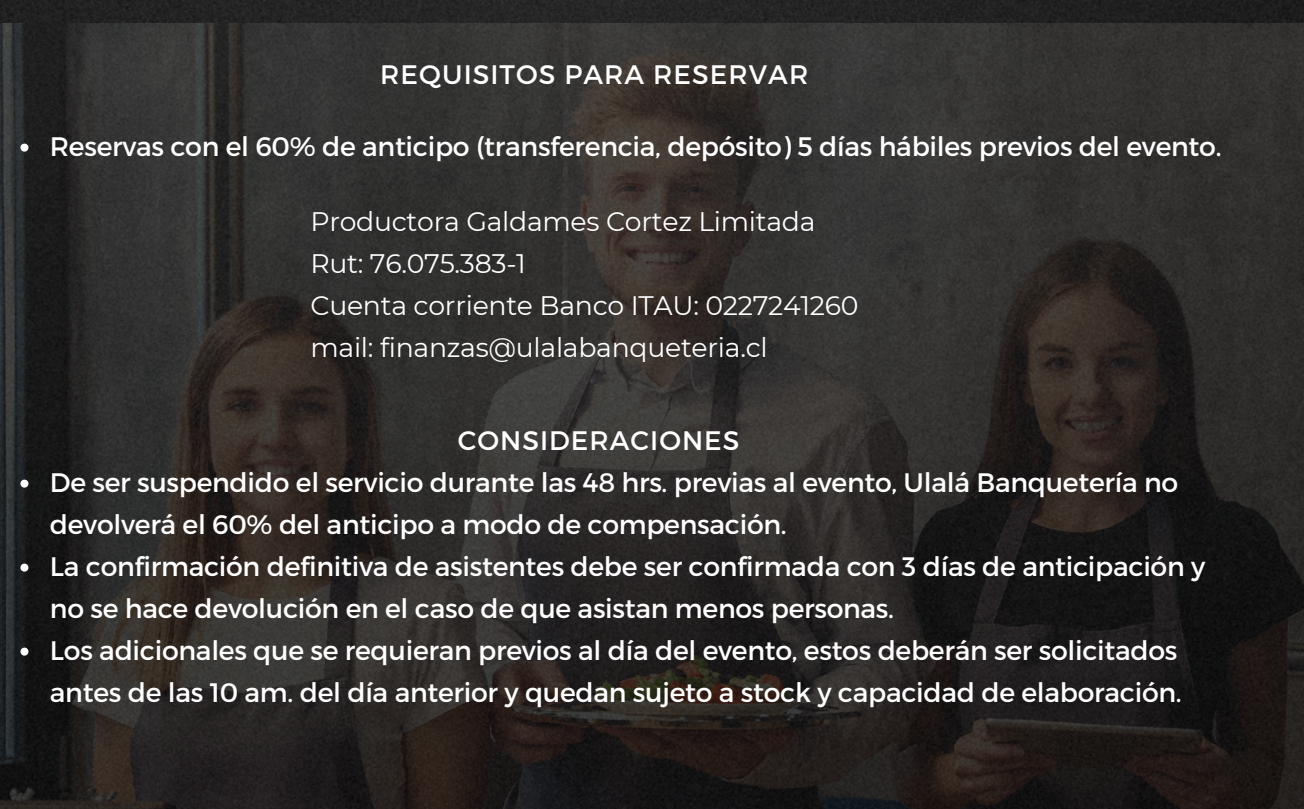 REQUISITOS PARA RESERVAR
• Reservas con el 60% de anticipo (transferencia, depósito) 5 días hábiles previos del evento.
Productora Galdames Cortez Limitada
Rut: 76.075.383-1
Cuenta corriente Banco ITAU: 0227241260
mail: finanzas@ulalabanqueteria.cl
CONSIDERACIONES
• De ser suspendido el servicio durante las 48 hrs. previas al evento, Ulalá Banquetería no
devolverá el 60% del anticipo a modo de compensación.
• La confirmación definitiva de asistentes debe ser confirmada con 3 días de anticipación y
no se hace devolución en el caso de que asistan menos personas.
• Los adicionales que se requieran previos al día del evento, estos deberán ser solicitados
antes de las 10 am. del día anterior y quedan sujeto a stock y capacidad de elaboración.